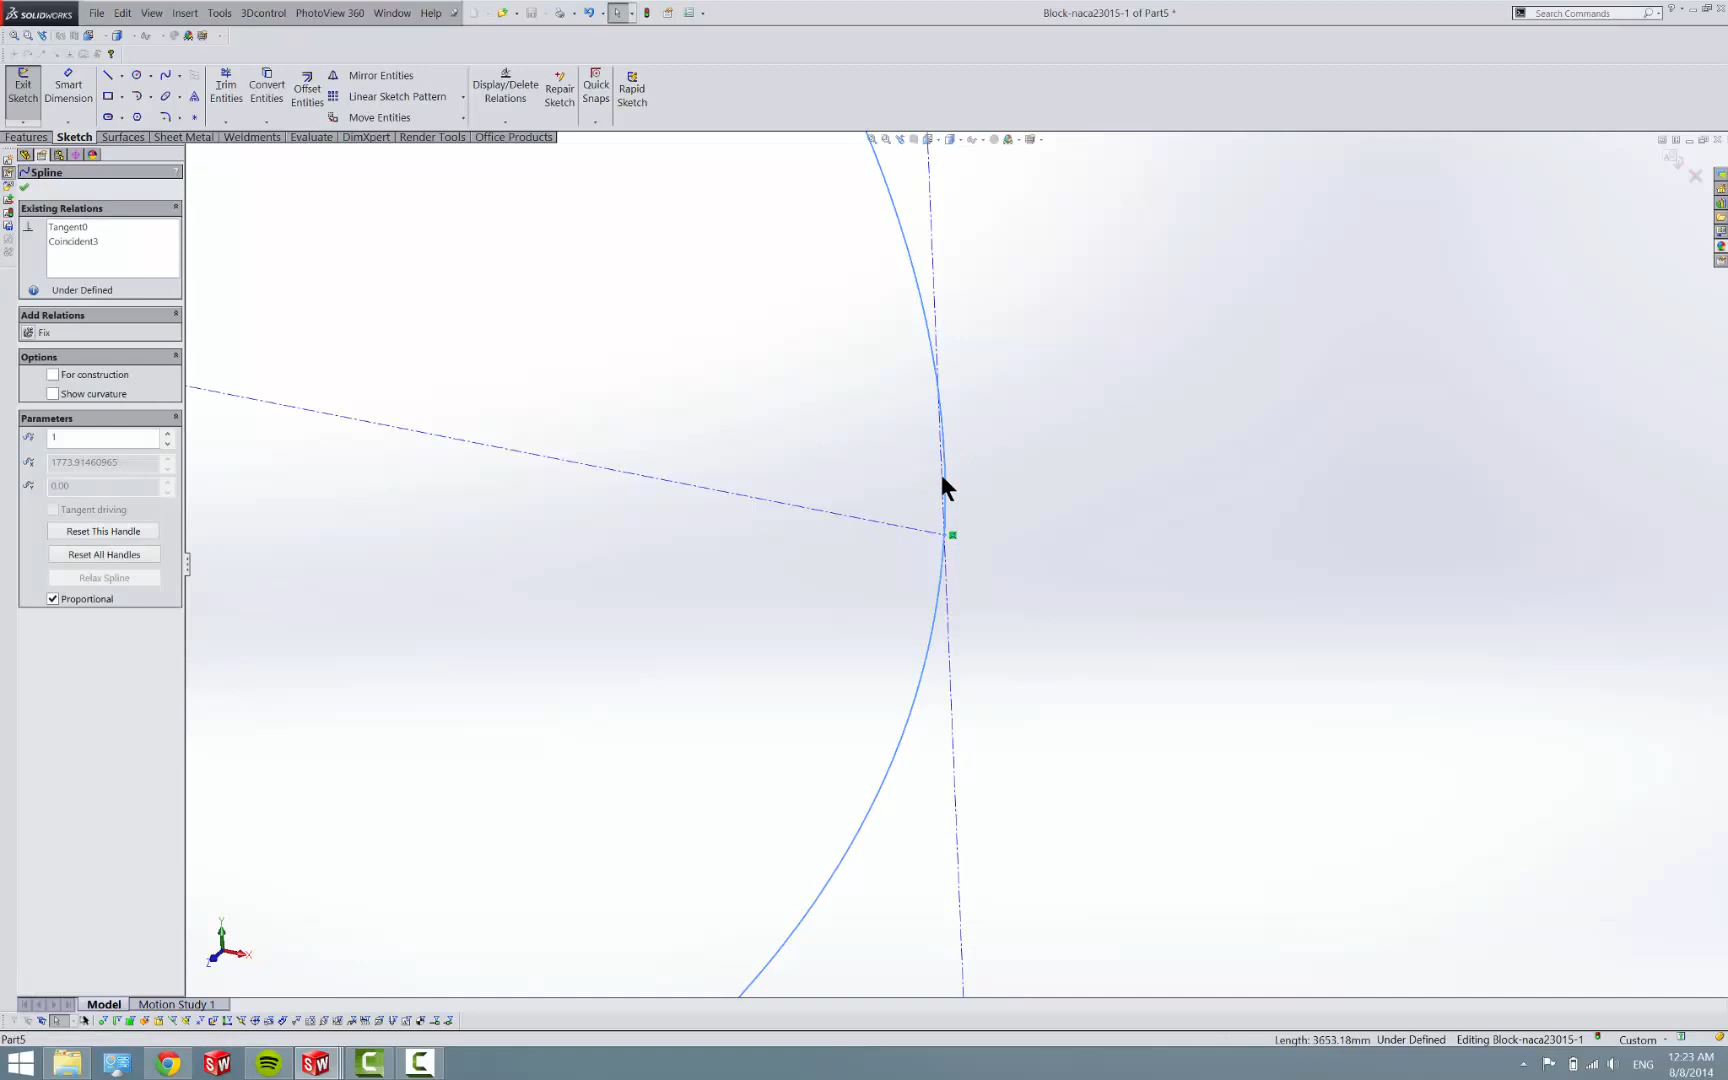 SOLIDWORKS File Edit View Insert Tools 3Dcontrol PhotoView 360 Window Help Block-naca23015-1 of Part5 * Search Commands
Exit Sketch
Smart Dimension
Trim Entities
Convert Entities
Offset Entities
Mirror Entities
Linear Sketch Pattern
Move Entities
Display/Delete Relations
Repair Sketch
Quick Snaps
Rapid Sketch
Features Sketch Surfaces Sheet Metal Weldments Evaluate DimXpert Render Tools Office Products
Spline ?
Existing Relations
Tangent0
Coincident3
Under Defined
Add Relations
Fix
Options
For construction
Show curvature
Parameters
1
1773.91460965
0.00
Tangent driving
Reset This Handle
Reset All Handles
Relax Spline
Proportional
Y
X
Z
Model Motion Study 1
Part5 Length: 3653.18mm Under Defined Editing Block-naca23015-1 Custom
ENG
12:23 AM
8/8/2014